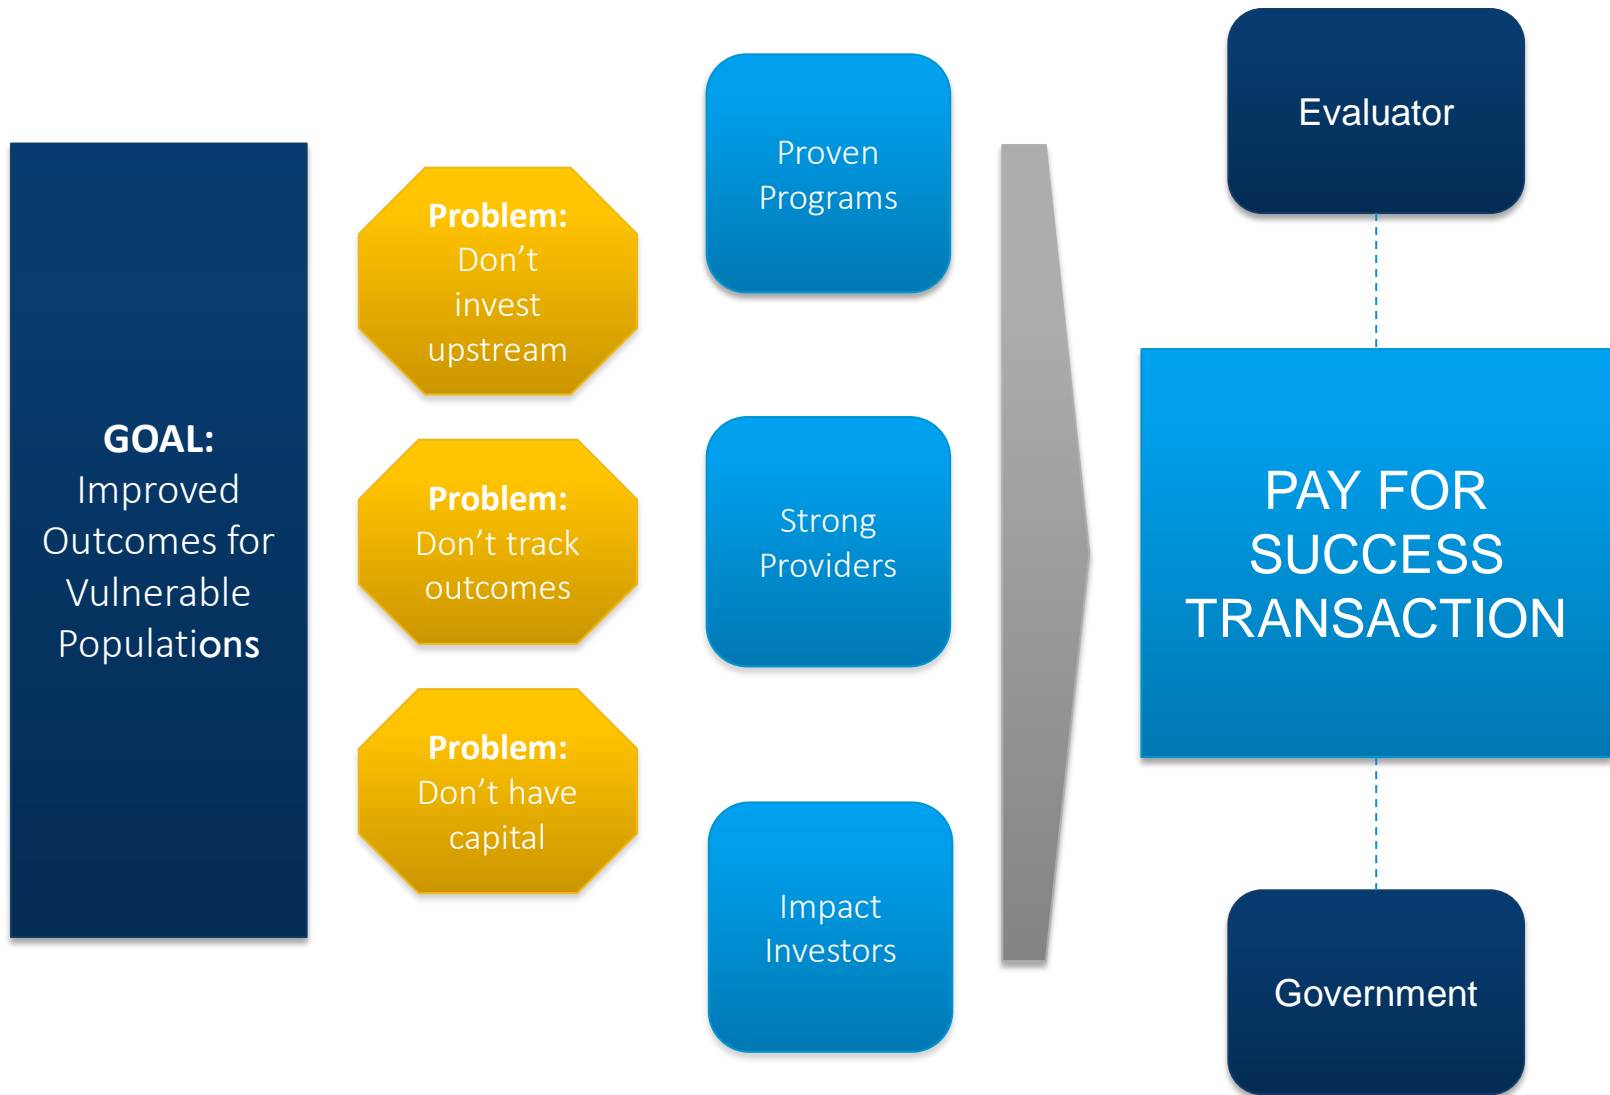 GOAL:
Improved
Outcomes for
Vulnerable
Populations
Problem:
Don’t
invest
upstream
Problem:
Don’t track
outcomes
Problem:
Don’t have
capital
Proven
Programs
Strong
Providers
Impact
Investors
Evaluator
PAY FOR
SUCCESS
TRANSACTION
Government